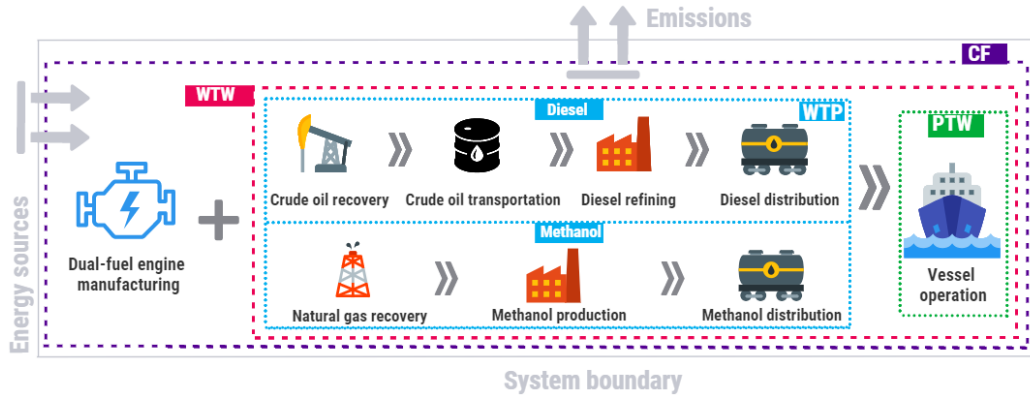 Emissions
CF
WTW
Diesel
WTP
PTW
Crude oil recovery
Crude oil transportation
Diesel refining
Diesel distribution
Methanol
Energy sources
Dual-fuel engine
manufacturing
Natural gas recovery
Methanol production
Methanol distribution
Vessel
operation
System boundary